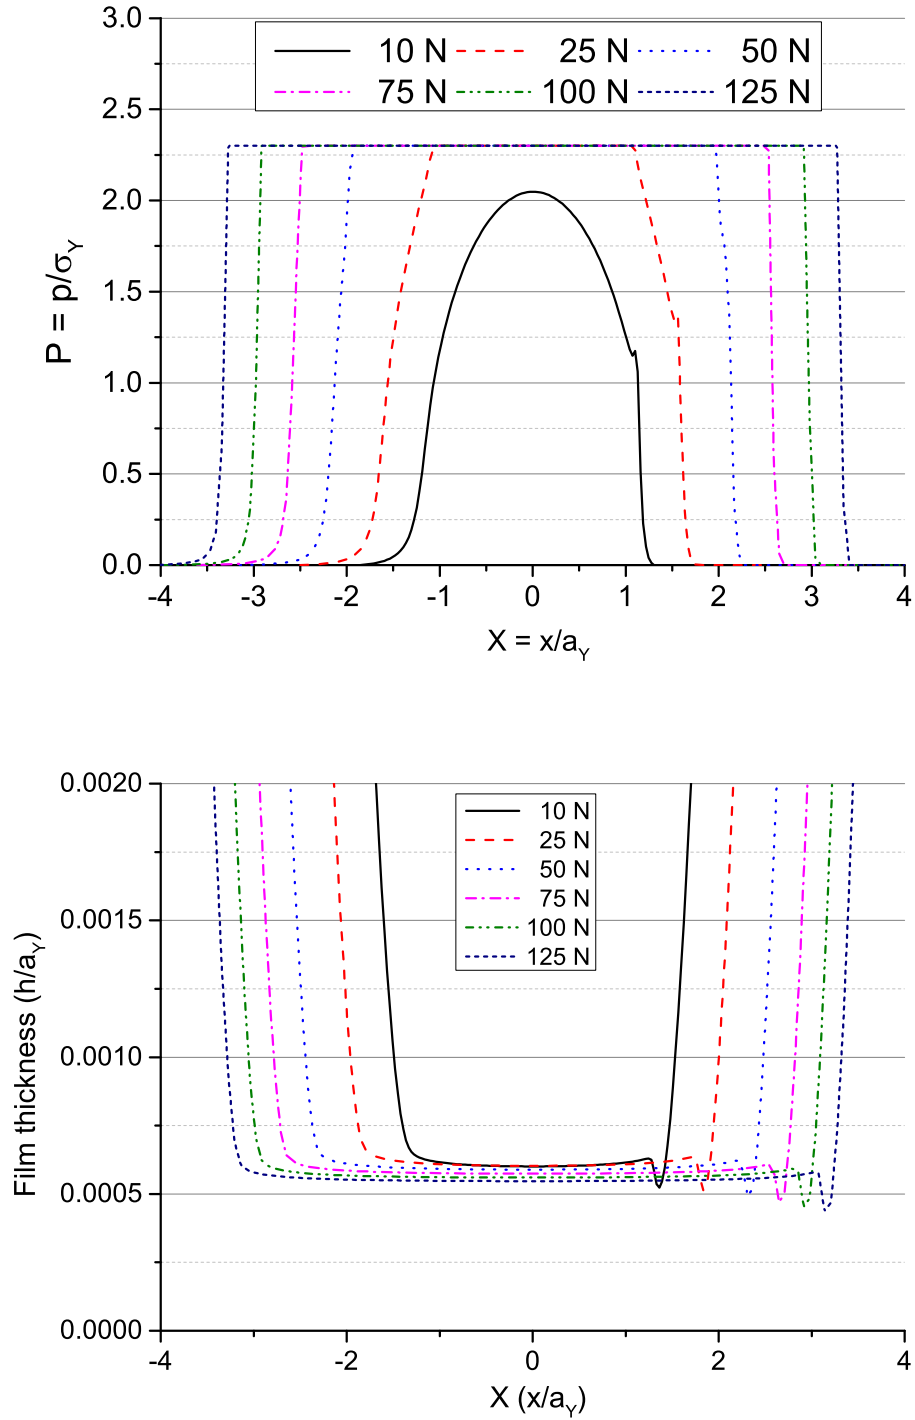 3.0
10 N 25 N 50 N
75 N 100 N 125 N
2.5
2.0
1.5
1.0
0.5
0.0
P = p/σY
-4 -3 -2 -1 0 1 2 3 4
X = x/aY
0.0020
10 N
25 N
50 N
75 N
100 N
125 N
0.0015
0.0010
0.0005
0.0000
Film thickness (h/aY)
-4 -2 0 2 4
X (x/aY)